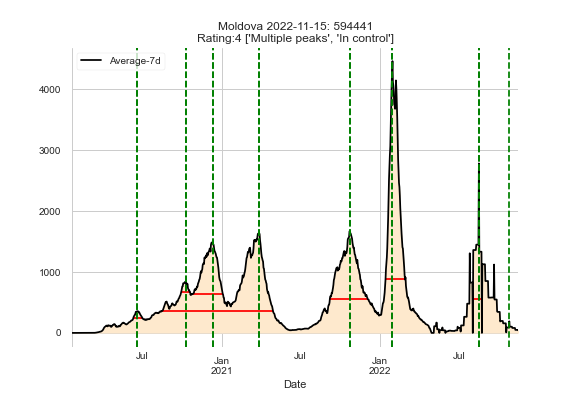 Moldova 2022-11-15: 594441
Rating:4 ['Multiple peaks', 'In control']
Average-7d
4000
3000
2000
1000
0
Jul
Jan
2021
Jul
Jan
2022
Jul
Date